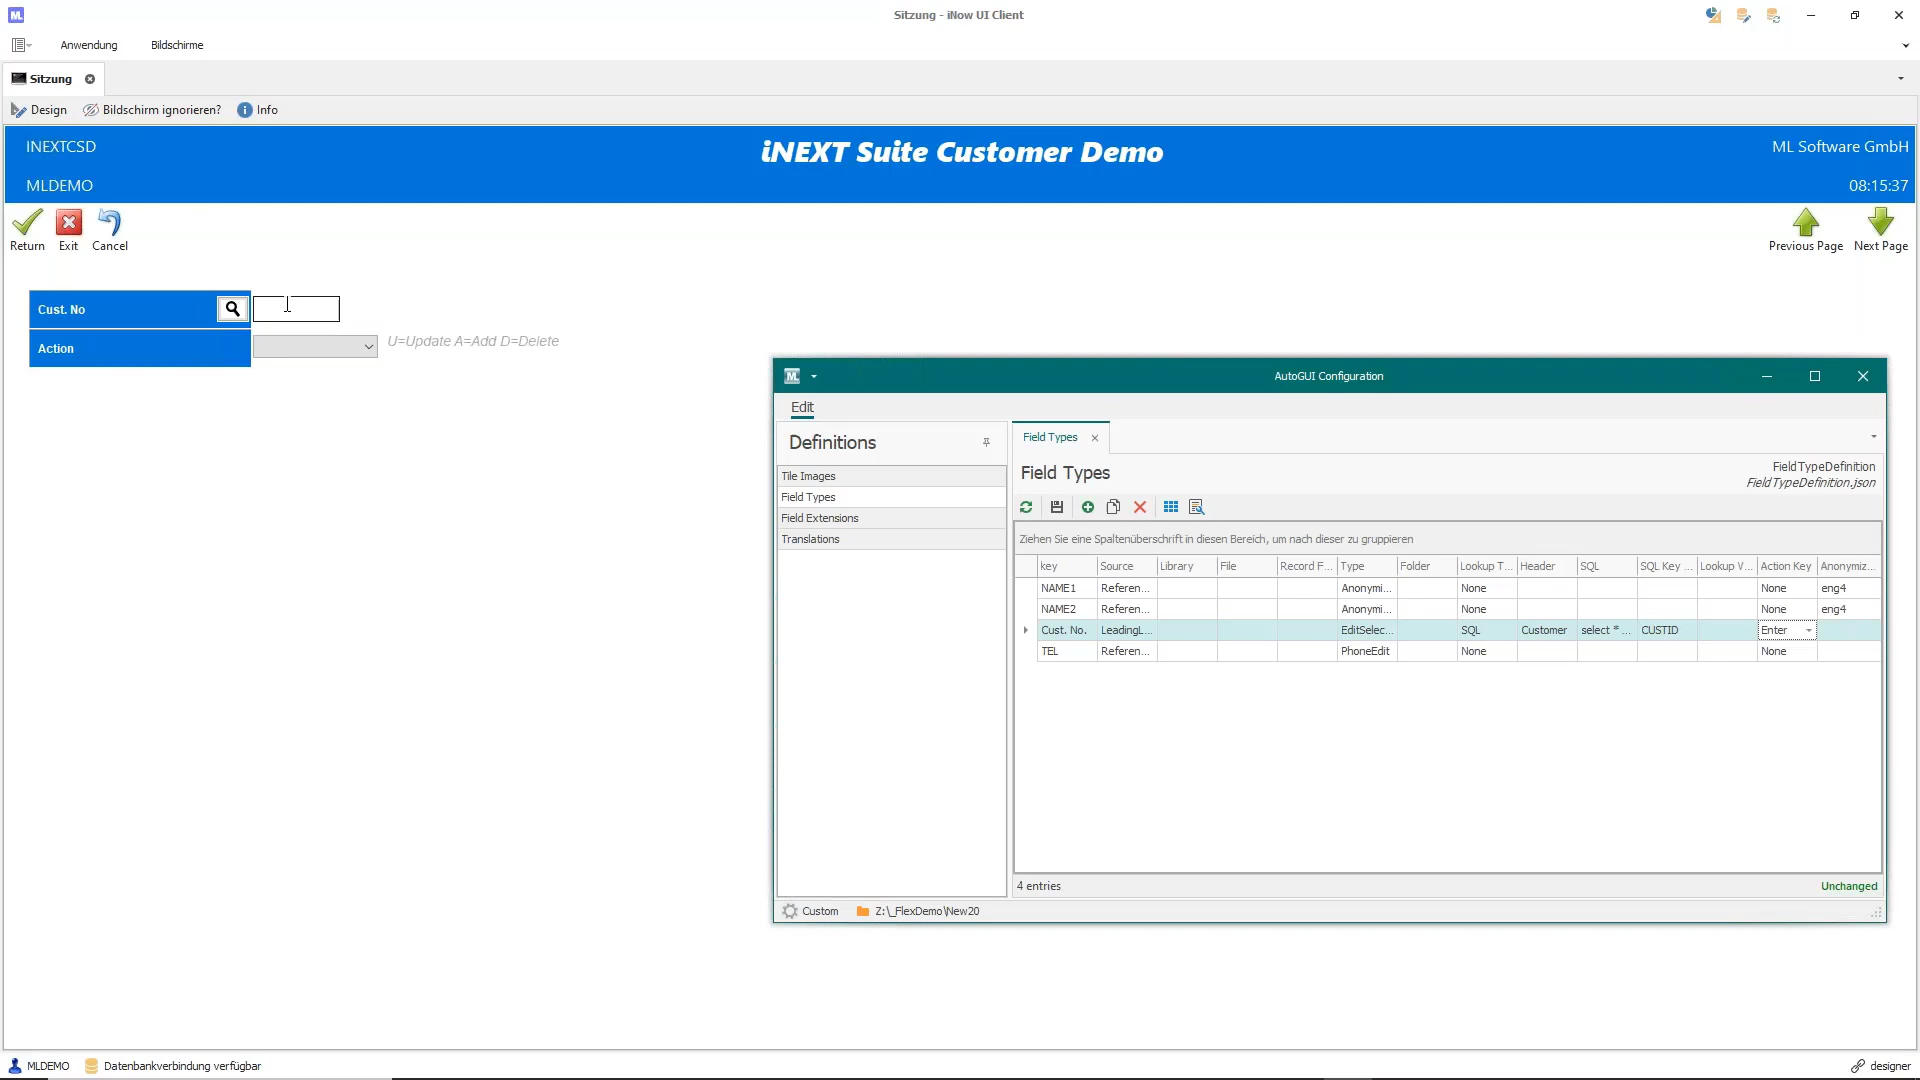 Sitzung - iNow UI Client
Anwendung Bildschirme
Sitzung
Design Bildschirm ignorieren? Info
INEXTCSD iNEXT Suite Customer Demo ML Software GmbH
MLDEMO 08:15:37
Return Exit Cancel Previous Page Next Page
Cust. No
Action U=Update A=Add D=Delete
AutoGUI Configuration
Edit
Definitions
Tile Images
Field Types
Field Extensions
Translations
Field Types
Field Types FieldTypeDefinition
FieldTypeDefinition.json
Ziehen Sie eine Spaltenüberschrift in diesen Bereich, um nach dieser zu gruppieren
key Source Library File Record F... Type Folder Lookup T... Header SQL SQL Key ... Lookup V... Action Key Anonymiz...
NAME1 Referen... Anonymi... None None eng4
NAME2 Referen... Anonymi... None None eng4
Cust. No. LeadingL... EditSelec... SQL Customer select * ... CUSTID Enter
TEL Referen... PhoneEdit None None
4 entries Unchanged
Custom Z:\_FlexDemo\New20
MLDEMO Datenbankverbindung verfügbar designer